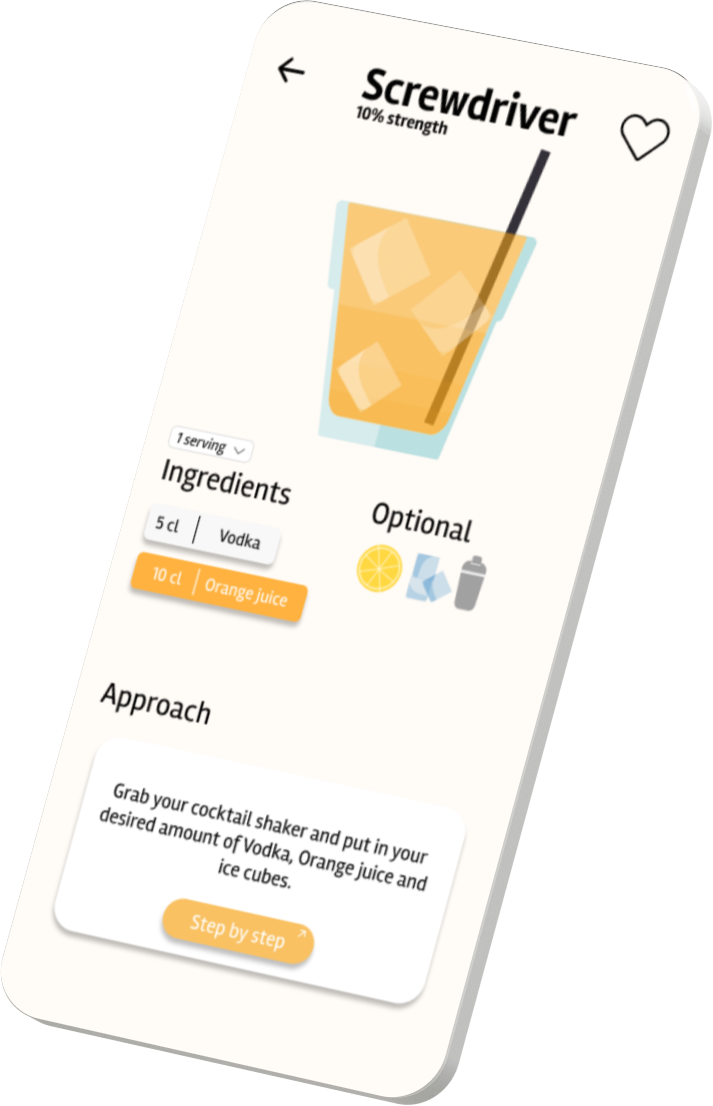 Screwdriver
10% strength
1 serving
Ingredients
5 cl | Vodka
10 cl | Orange juice
Optional
Approach
Grab your cocktail shaker and put in your
desired amount of Vodka, Orange juice and
ice cubes.
Step by step